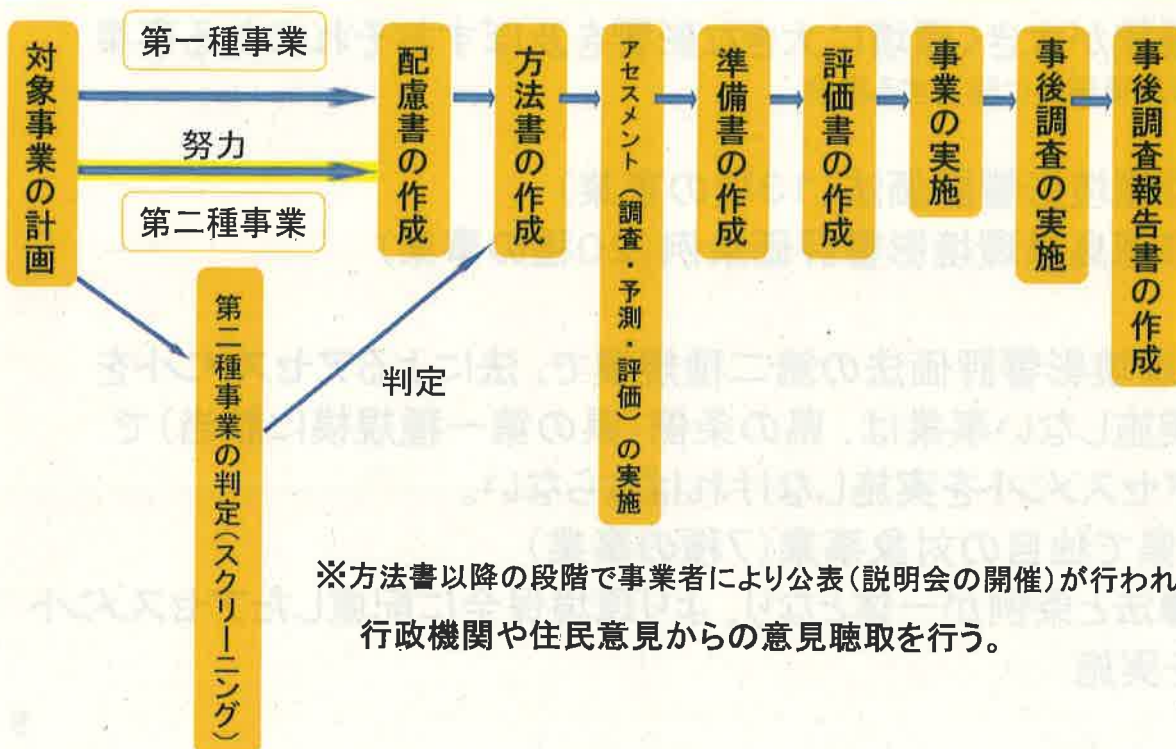 対象事業の計画
第一種事業
努力
第二種事業
第二種事業の判定(スクリーニング)
判定
配慮書の作成
方法書の作成
アセスメント(調査・予測・評価)の実施
準備書の作成
評価書の作成
事業の実施
事後調査の実施
事後調査報告書の作成
※方法書以降の段階で事業者により公表(説明会の開催)が行われ
行政機関や住民意見からの意見聴取を行う。